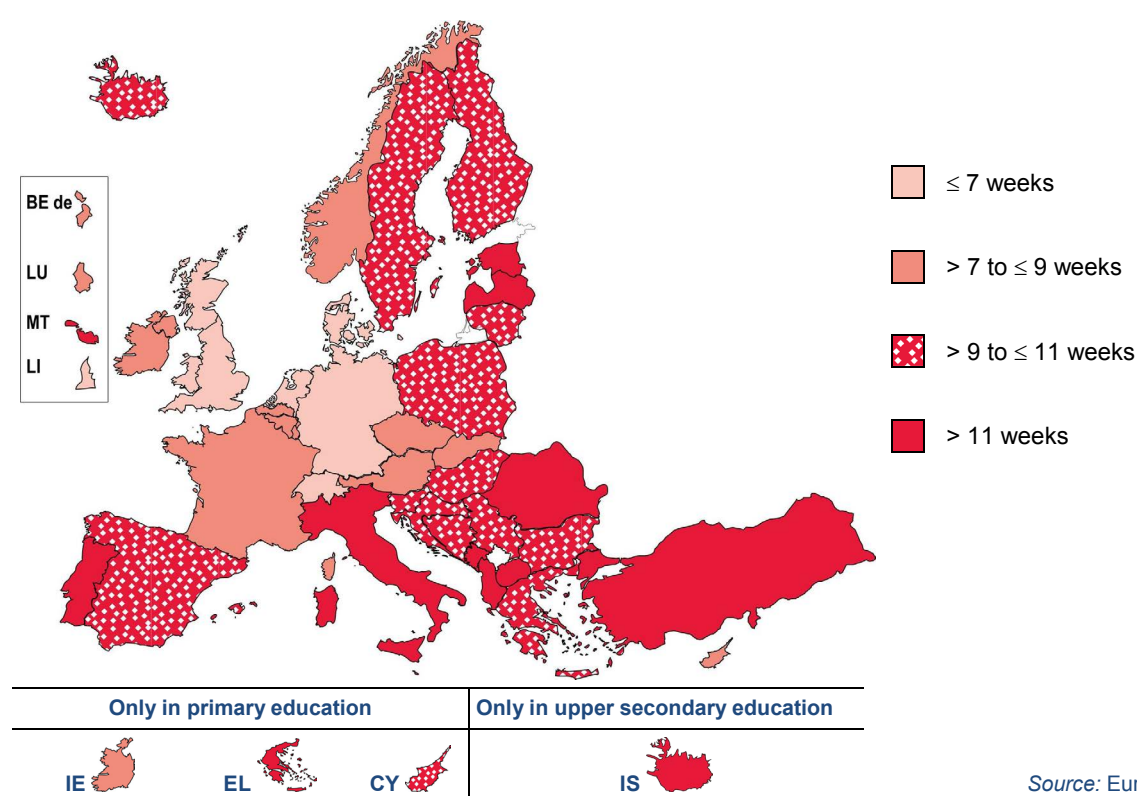 BE de
LU
MT
LI
≤ 7 weeks
> 7 to ≤ 9 weeks
> 9 to ≤ 11 weeks
> 11 weeks
Only in primary education
Only in upper secondary education
IE
EL
CY
IS
Source: Eur